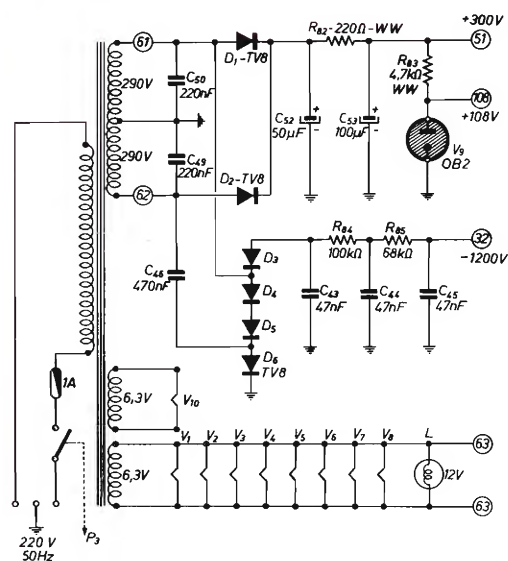 61
D₁-TV8
R₈₂-220Ω-WW
+300V
51
290V
C₅₀
220nF
R₈₃
4,7kΩ
WW
C₅₂
50µF
+
-
C₅₃
100µF
+
-
108
+108V
290V
C₄₉
220nF
D₂-TV8
V₉
OB2
62
C₄₆
470nF
D₃
D₄
D₅
D₆
TV8
R₈₄
100kΩ
R₈₅
68kΩ
32
-1200V
C₄₃
47nF
C₄₄
47nF
C₄₅
47nF
1A
6,3V
V₁₀
V₁ V₂ V₃ V₄ V₅ V₆ V₇ V₈ L
63
6,3V
12V
63
P₃
220 V
50Hz